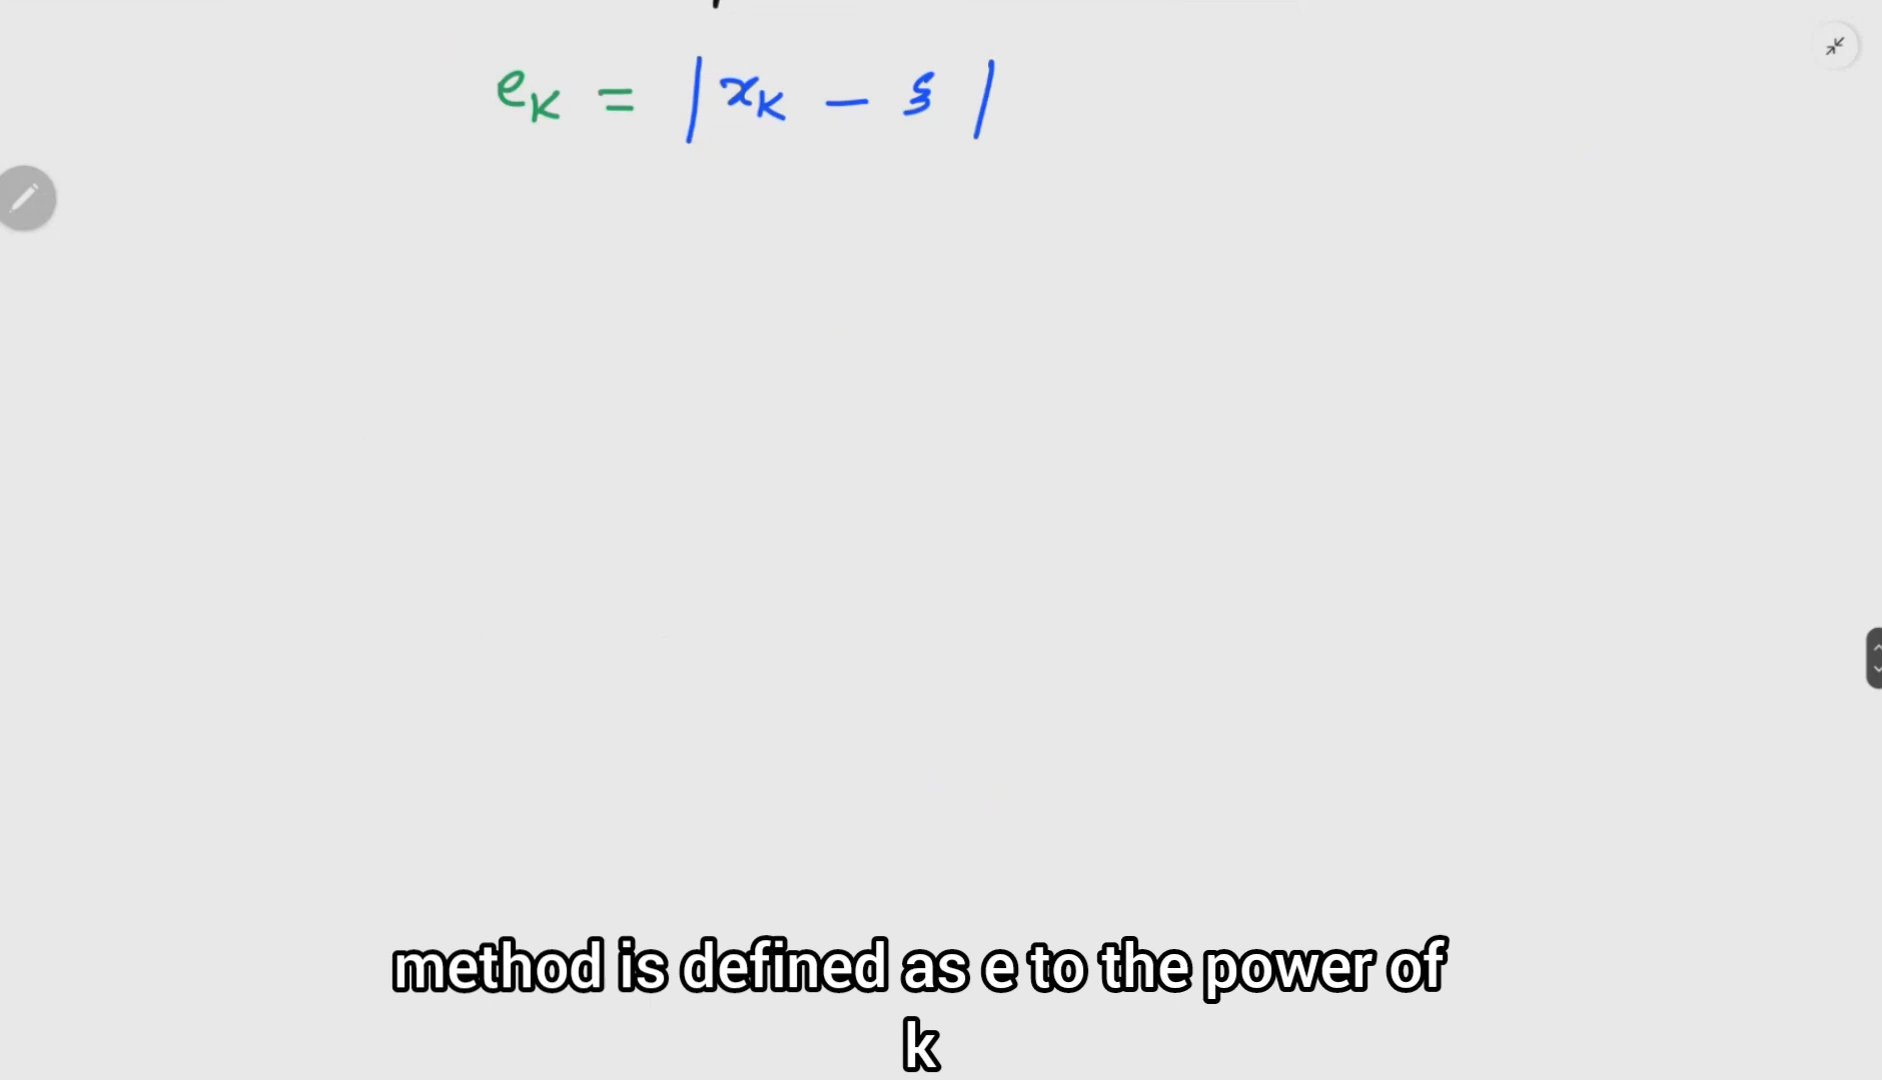 e_k = | x_k - ξ |
method is defined as e to the power of
k